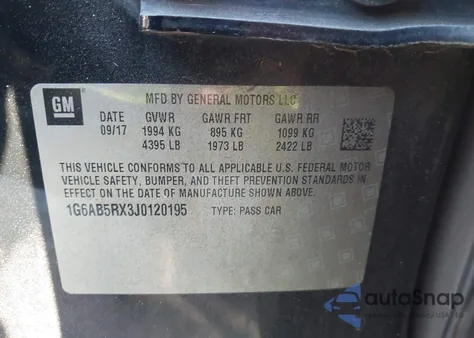 GM
MFD BY GENERAL MOTORS LLC
DATE GVWR GAWR FRT GAWR RR
09/17 1994 KG 895 KG 1099 KG
4395 LB 1973 LB 2422 LB
THIS VEHICLE CONFORMS TO ALL APPLICABLE U.S. FEDERAL MOTOR
VEHICLE SAFETY, BUMPER, AND THEFT PREVENTION STANDARDS IN
EFFECT ON THE DATE OF MANUFACTURE SHOWN ABOVE.
1G6AB5RX3J0120195 TYPE: PASS CAR
autoSnap